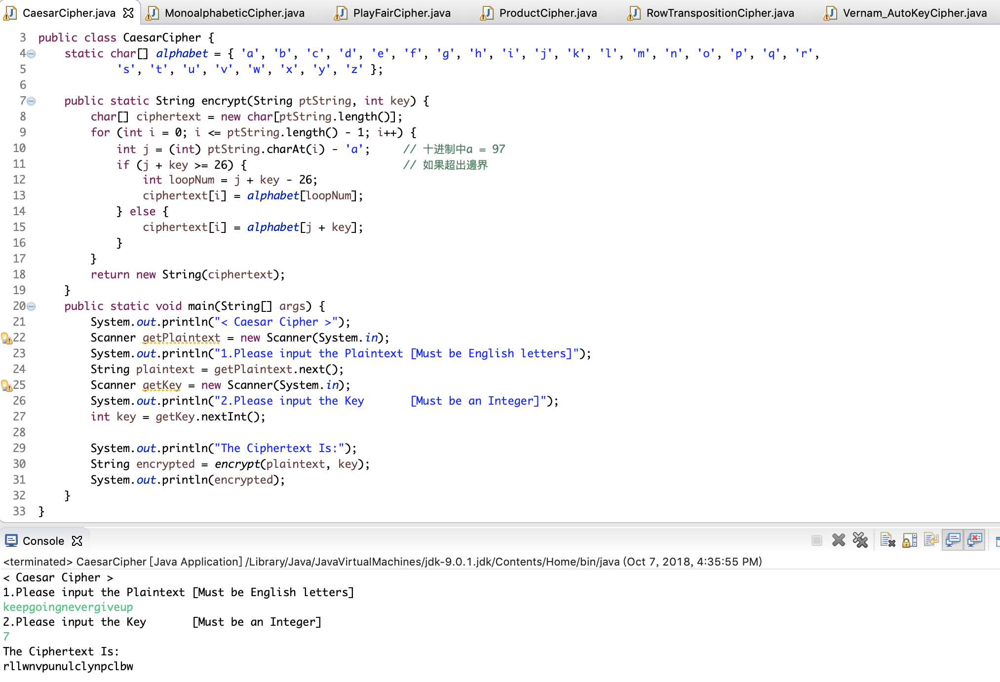 CaesarCipher.java MonoalphabeticCipher.java PlayFairCipher.java ProductCipher.java RowTranspositionCipher.java Vernam_AutoKeyCipher.java
3 public class CaesarCipher {
4 static char[] alphabet = { 'a', 'b', 'c', 'd', 'e', 'f', 'g', 'h', 'i', 'j', 'k', 'l', 'm', 'n', 'o', 'p', 'q', 'r',
5 's', 't', 'u', 'v', 'w', 'x', 'y', 'z' };
6
7 public static String encrypt(String ptString, int key) {
8 char[] ciphertext = new char[ptString.length()];
9 for (int i = 0; i <= ptString.length() - 1; i++) {
10 int j = (int) ptString.charAt(i) - 'a'; // 十进制中a = 97
11 if (j + key >= 26) { // 如果超出邊界
12 int loopNum = j + key - 26;
13 ciphertext[i] = alphabet[loopNum];
14 } else {
15 ciphertext[i] = alphabet[j + key];
16 }
17 }
18 return new String(ciphertext);
19 }
20 public static void main(String[] args) {
21 System.out.println("< Caesar Cipher >");
22 Scanner getPlaintext = new Scanner(System.in);
23 System.out.println("1.Please input the Plaintext [Must be English letters]");
24 String plaintext = getPlaintext.next();
25 Scanner getKey = new Scanner(System.in);
26 System.out.println("2.Please input the Key       [Must be an Integer]");
27 int key = getKey.nextInt();
28
29 System.out.println("The Ciphertext Is:");
30 String encrypted = encrypt(plaintext, key);
31 System.out.println(encrypted);
32 }
33 }
Console
<terminated> CaesarCipher [Java Application] /Library/Java/JavaVirtualMachines/jdk-9.0.1.jdk/Contents/Home/bin/java (Oct 7, 2018, 4:35:55 PM)
< Caesar Cipher >
1.Please input the Plaintext [Must be English letters]
keepgoingnevergiveup
2.Please input the Key       [Must be an Integer]
7
The Ciphertext Is:
rllwnvpunulclynpclbw